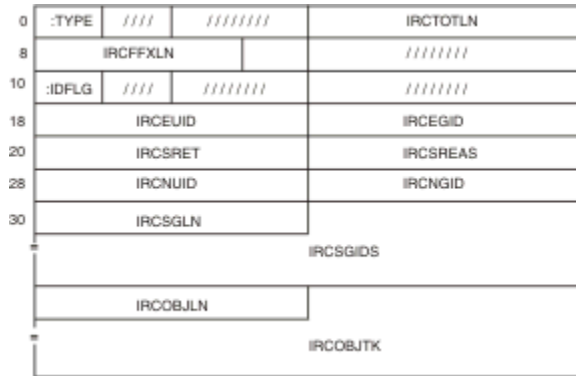 0 :TYPE //// //////// IRCTOTLN
8 IRCFFXLN ////////
10 :IDFLG //// //////// ////////
18 IRCEUID IRCEGID
20 IRCSRET IRCSREAS
28 IRCNUID IRCNGID
30 IRCSGLN
= IRCSGIDS
IRCOBJLN
= IRCOBJTK